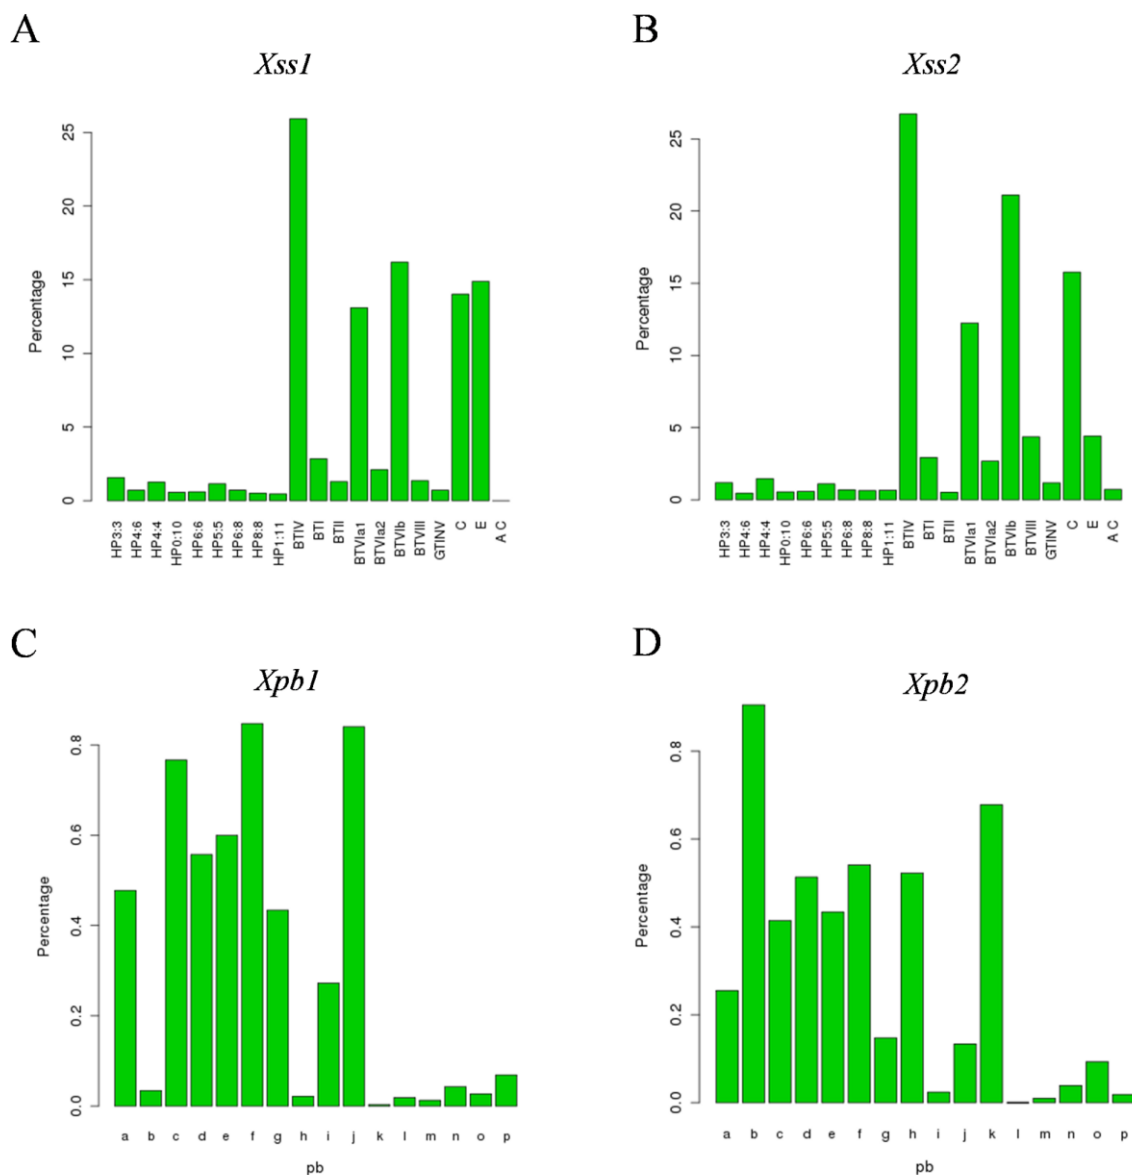 A
Xss1
Percentage
0
5
10
15
20
25
HP3:3
HP4:6
HP4:4
HP0:10
HP6:6
HP5:5
HP6:8
HP8:8
HP1:11
BTIV
BTI
BTII
BTVIa1
BTVIa2
BTVIb
BTVIII
GTINV
C
E
A C
B
Xss2
Percentage
0
5
10
15
20
25
HP3:3
HP4:6
HP4:4
HP0:10
HP6:6
HP5:5
HP6:8
HP8:8
HP1:11
BTIV
BTI
BTII
BTVIa1
BTVIa2
BTVIb
BTVIII
GTINV
C
E
A C
C
Xpb1
Percentage
0.0
0.2
0.4
0.6
0.8
a b c d e f g h i j k l m n o p
pb
D
Xpb2
Percentage
0.0
0.2
0.4
0.6
0.8
a b c d e f g h i j k l m n o p
pb